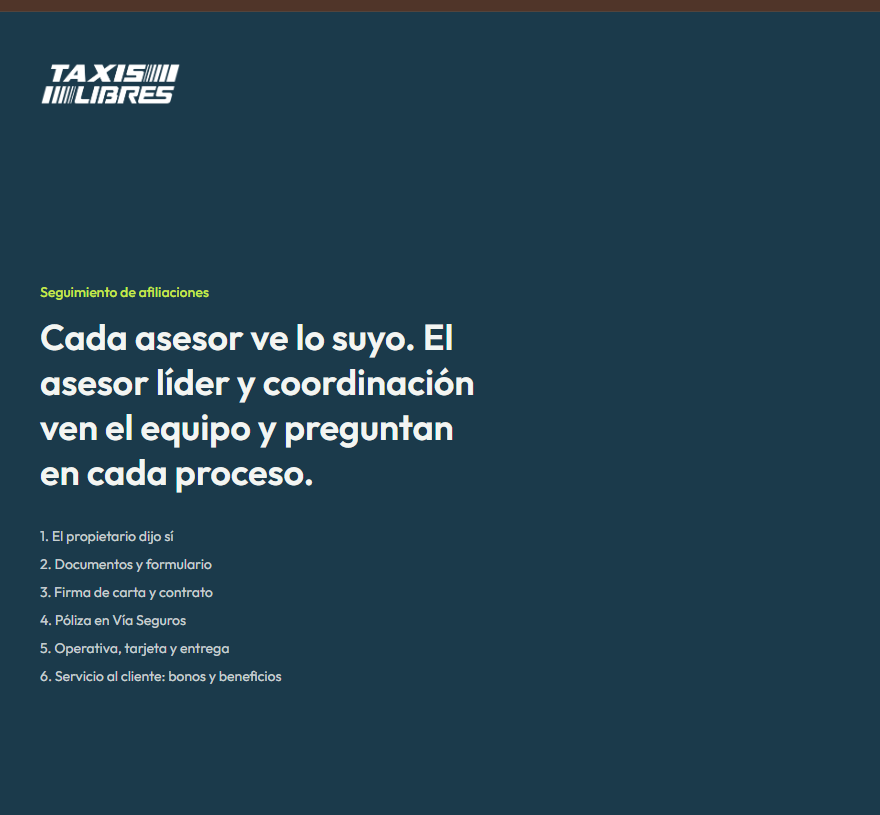 TAXIS
LIBRES
Seguimiento de afiliaciones
Cada asesor ve lo suyo. El
asesor líder y coordinación
ven el equipo y preguntan
en cada proceso.
1. El propietario dijo sí
2. Documentos y formulario
3. Firma de carta y contrato
4. Póliza en Vía Seguros
5. Operativa, tarjeta y entrega
6. Servicio al cliente: bonos y beneficios